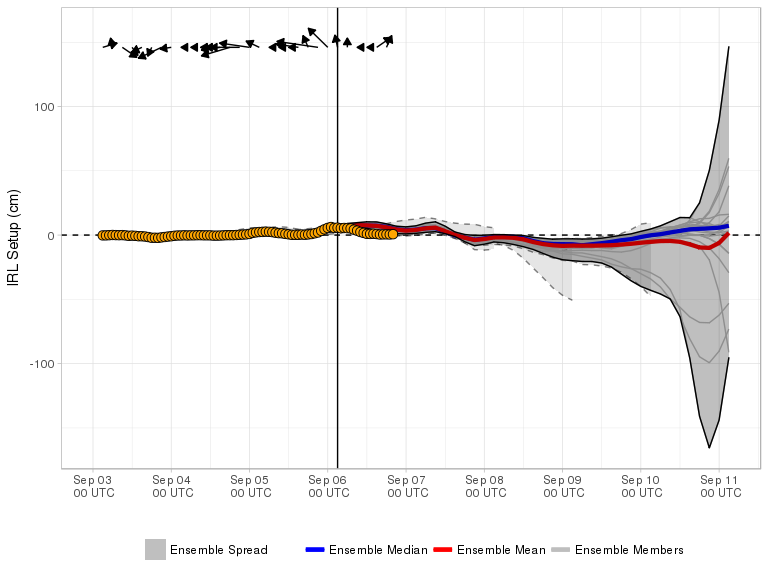 IRL Setup (cm)
100
0
-100
Sep 03 Sep 04 Sep 05 Sep 06 Sep 07 Sep 08 Sep 09 Sep 10 Sep 11
00 UTC 00 UTC 00 UTC 00 UTC 00 UTC 00 UTC 00 UTC 00 UTC 00 UTC
Ensemble Spread Ensemble Median Ensemble Mean Ensemble Members